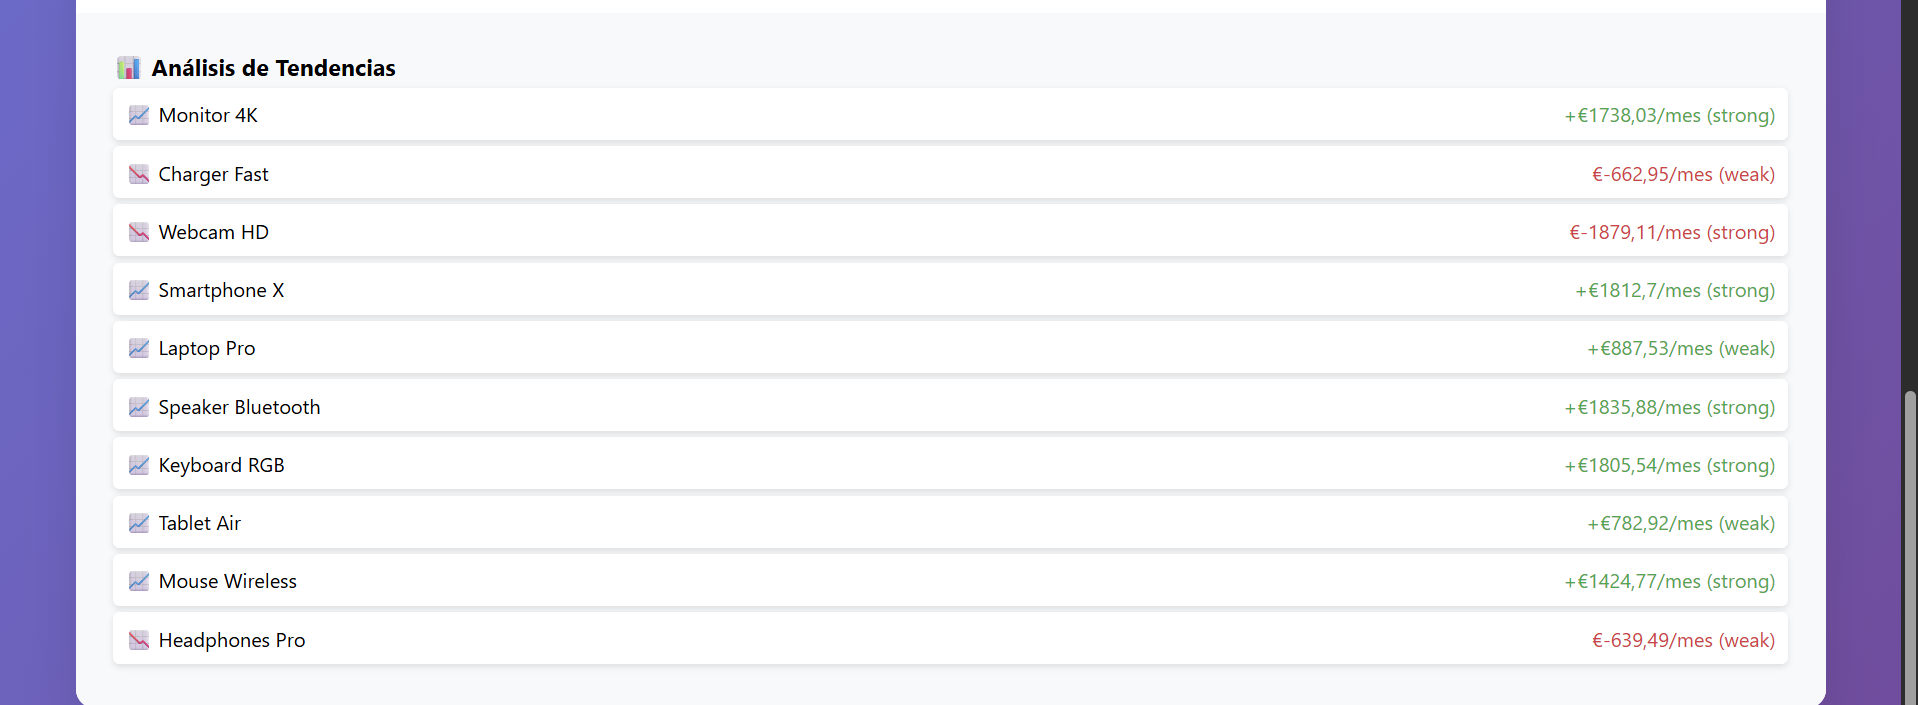 Análisis de Tendencias
Monitor 4K +€1738,03/mes (strong)
Charger Fast €-662,95/mes (weak)
Webcam HD €-1879,11/mes (strong)
Smartphone X +€1812,7/mes (strong)
Laptop Pro +€887,53/mes (weak)
Speaker Bluetooth +€1835,88/mes (strong)
Keyboard RGB +€1805,54/mes (strong)
Tablet Air +€782,92/mes (weak)
Mouse Wireless +€1424,77/mes (strong)
Headphones Pro €-639,49/mes (weak)